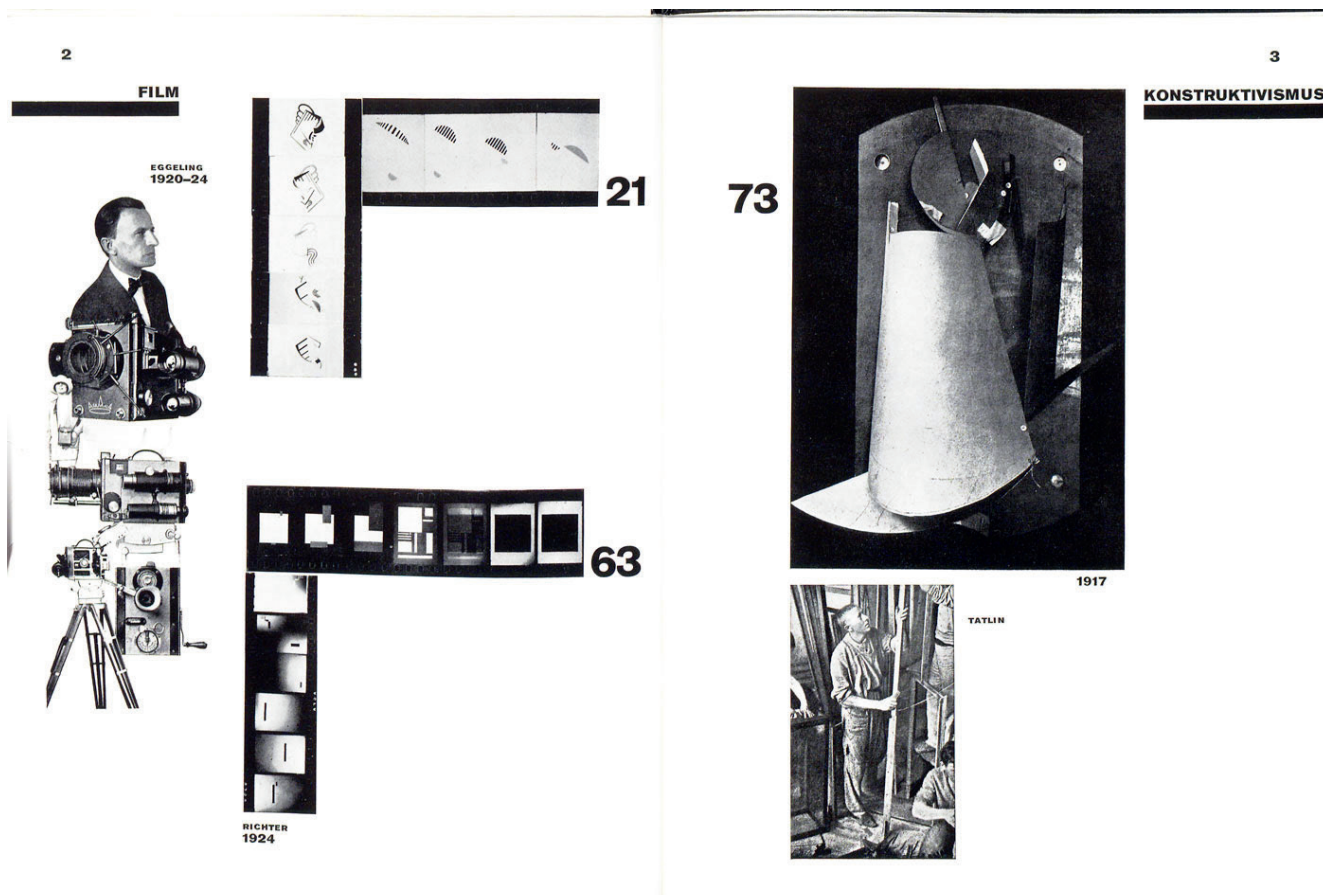 2
FILM
EGGELING
1920–24
21
63
RICHTER
1924
3
KONSTRUKTIVISMUS
73
1917
TATLIN